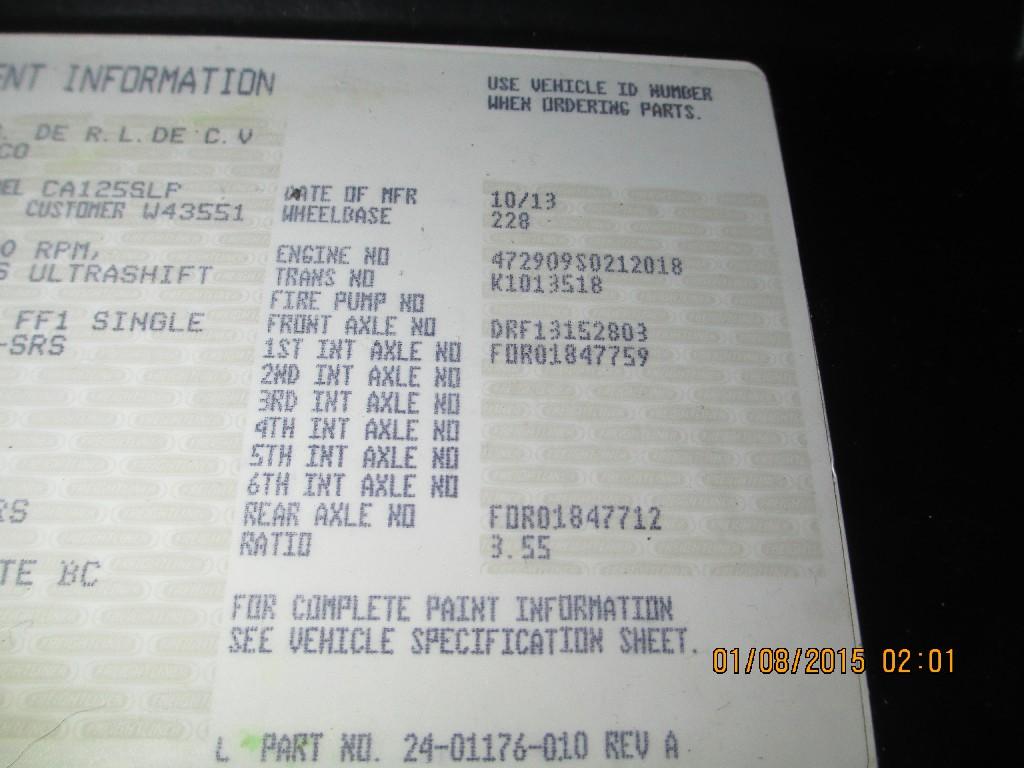 ENT INFORMATION
USE VEHICLE ID NUMBER
WHEN ORDERING PARTS.
. DE R.L.DE C.V
CO
EL CA125SLP
CUSTOMER W43551
DATE OF MFR 10/13
WHEELBASE 228
0 RPM,
S ULTRASHIFT
ENGINE NO 472909S0212018
TRANS NO K1013518
FIRE PUMP NO
FF1 SINGLE
-SRS
FRONT AXLE NO DRF13152803
1ST INT AXLE NO FDR01847759
2ND INT AXLE NO
3RD INT AXLE NO
4TH INT AXLE NO
5TH INT AXLE NO
6TH INT AXLE NO
RS
REAR AXLE NO FDR01847712
RATIO 3.55
TE BC
FOR COMPLETE PAINT INFORMATION
SEE VEHICLE SPECIFICATION SHEET.
01/08/2015 02:01
L PART NO. 24-01176-010 REV A